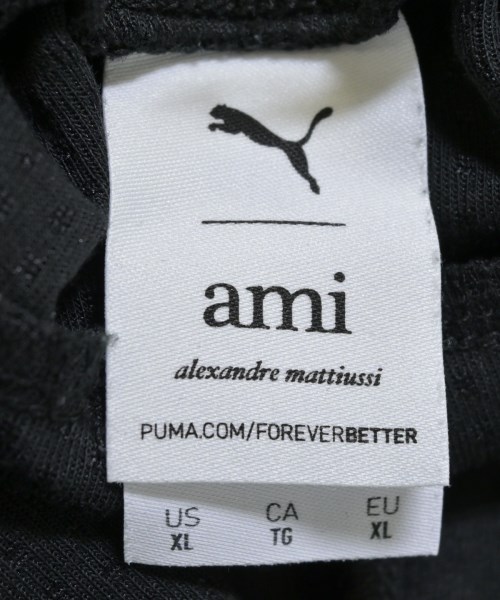 ami
alexandre mattiussi
PUMA.COM/FOREVERBETTER
US CA EU
XL TG XL